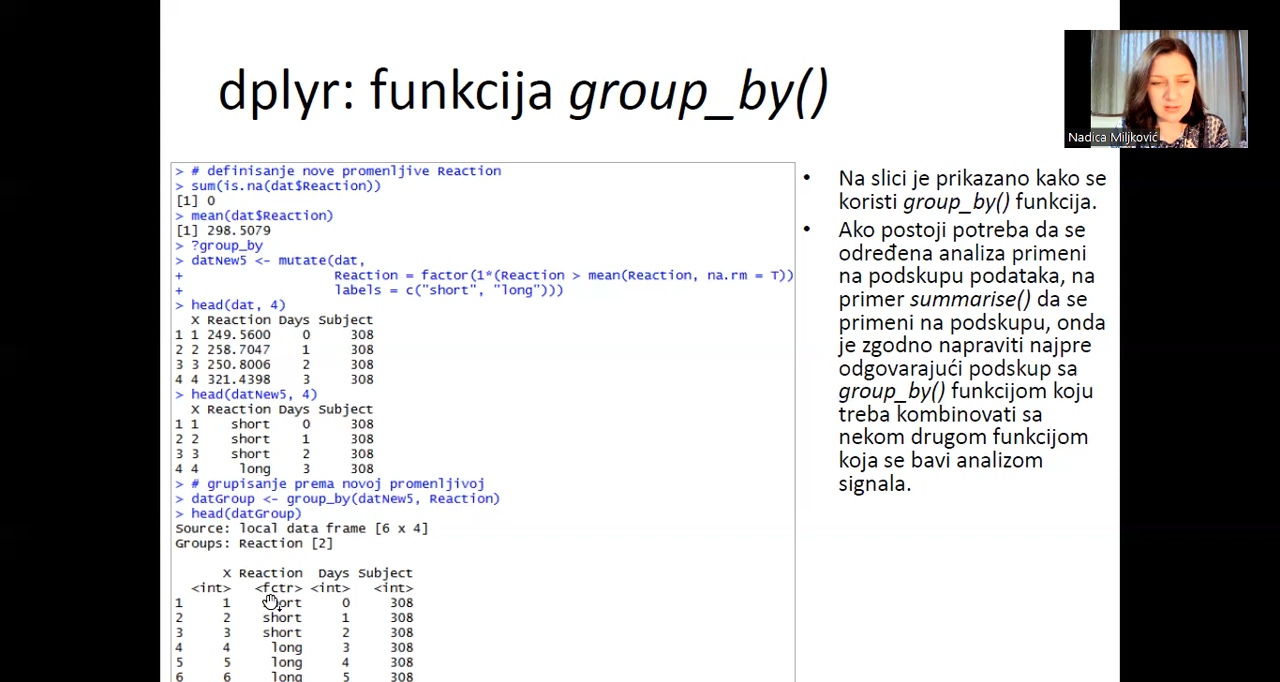 dplyr: funkcija group_by()
Nadica Miljković
> # definisanje nove promenljive Reaction
> sum(is.na(dat$Reaction))
[1] 0
> mean(dat$Reaction)
[1] 298.5079
> ?group_by
> datNew5 <- mutate(dat,
+ Reaction = factor(1*(Reaction > mean(Reaction, na.rm = T))
+ labels = c("short", "long")))
> head(dat, 4)
X Reaction Days Subject
1 1 249.5600 0 308
2 2 258.7047 1 308
3 3 250.8006 2 308
4 4 321.4398 3 308
> head(datNew5, 4)
X Reaction Days Subject
1 1 short 0 308
2 2 short 1 308
3 3 short 2 308
4 4 long 3 308
> # grupisanje prema novoj promenljivoj
> datGroup <- group_by(datNew5, Reaction)
> head(datGroup)
Source: local data frame [6 x 4]
Groups: Reaction [2]
X Reaction Days Subject
<int> <fctr> <int> <int>
1 1 short 0 308
2 2 short 1 308
3 3 short 2 308
4 4 long 3 308
5 5 long 4 308
6 6 long 5 308
• Na slici je prikazano kako se
koristi group_by() funkcija.
• Ako postoji potreba da se
određena analiza primeni
na podskupu podataka, na
primer summarise() da se
primeni na podskupu, onda
je zgodno napraviti najpre
odgovarajući podskup sa
group_by() funkcijom koju
treba kombinovati sa
nekom drugom funkcijom
koja se bavi analizom
signala.